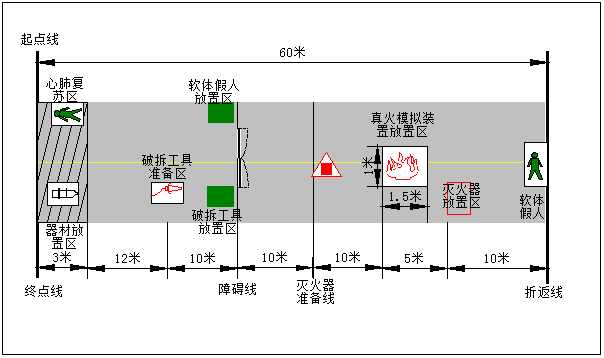 起点线
60米
心肺复
苏区
软体假人
放置区
真火模拟装
置放置区
破拆工具
准备区
1米
1.5米
灭火器
放置区
软体
假人
破拆工具
放置区
器材放
置区
3米
12米
10米
10米
10米
5米
10米
终点线
障碍线
灭火器
准备线
折返线